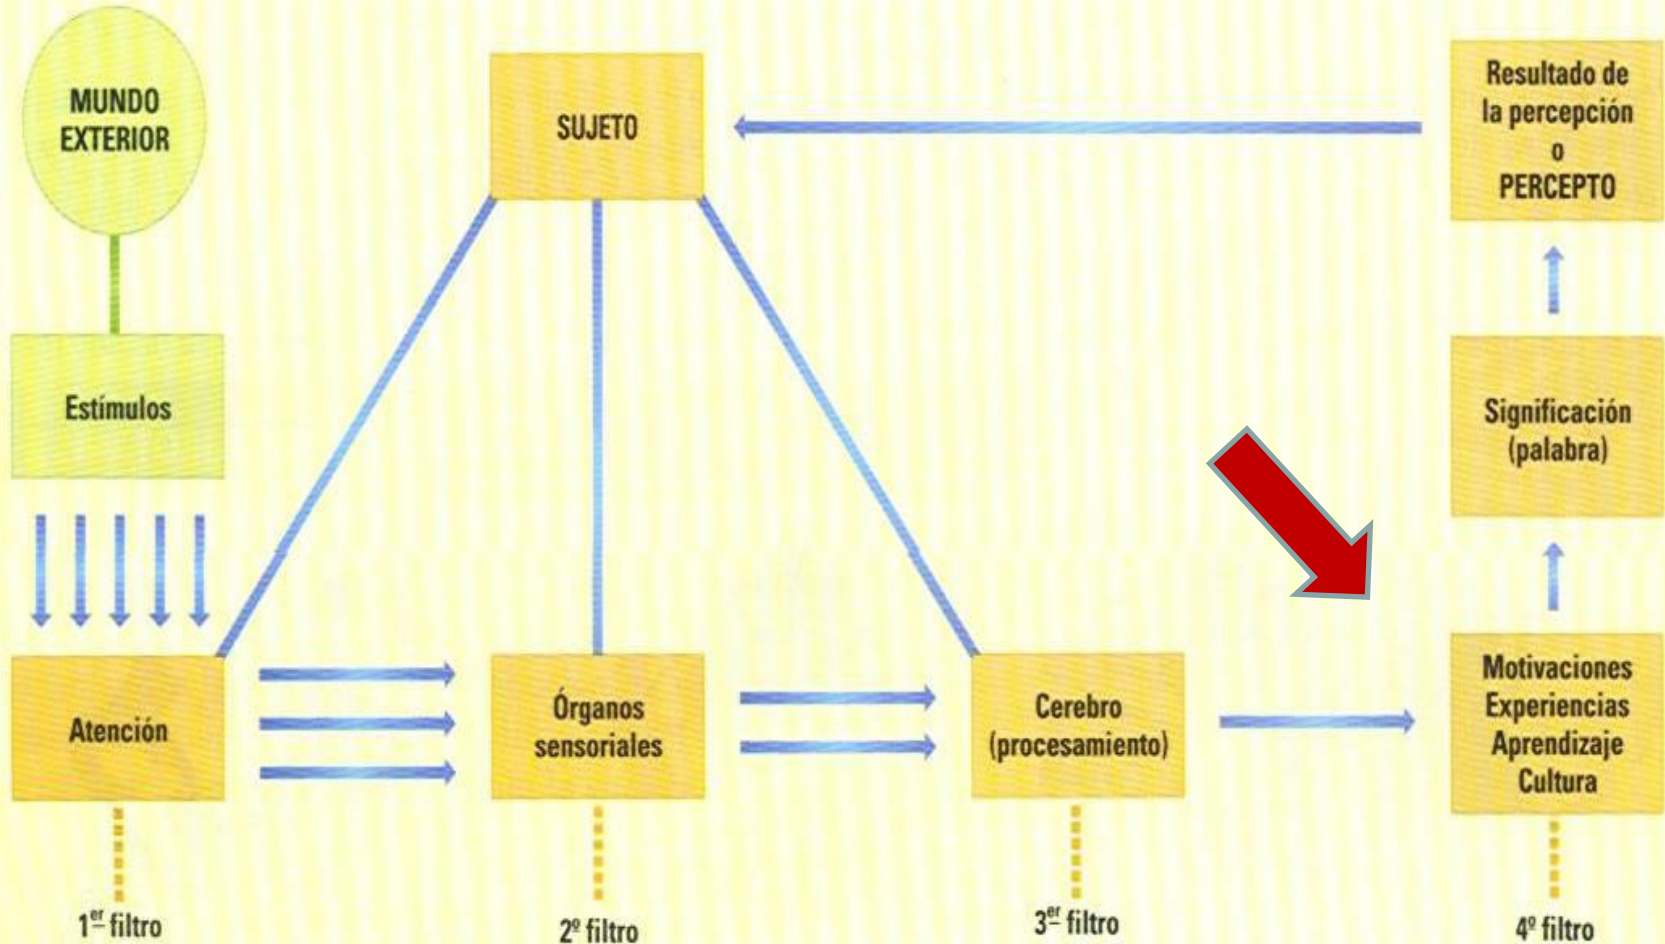 MUNDO
EXTERIOR
Estímulos
Atención
1er filtro
SUJETO
Órganos
sensoriales
2º filtro
Cerebro
(procesamiento)
3er filtro
Resultado de
la percepción
o
PERCEPTO
Significación
(palabra)
Motivaciones
Experiencias
Aprendizaje
Cultura
4º filtro